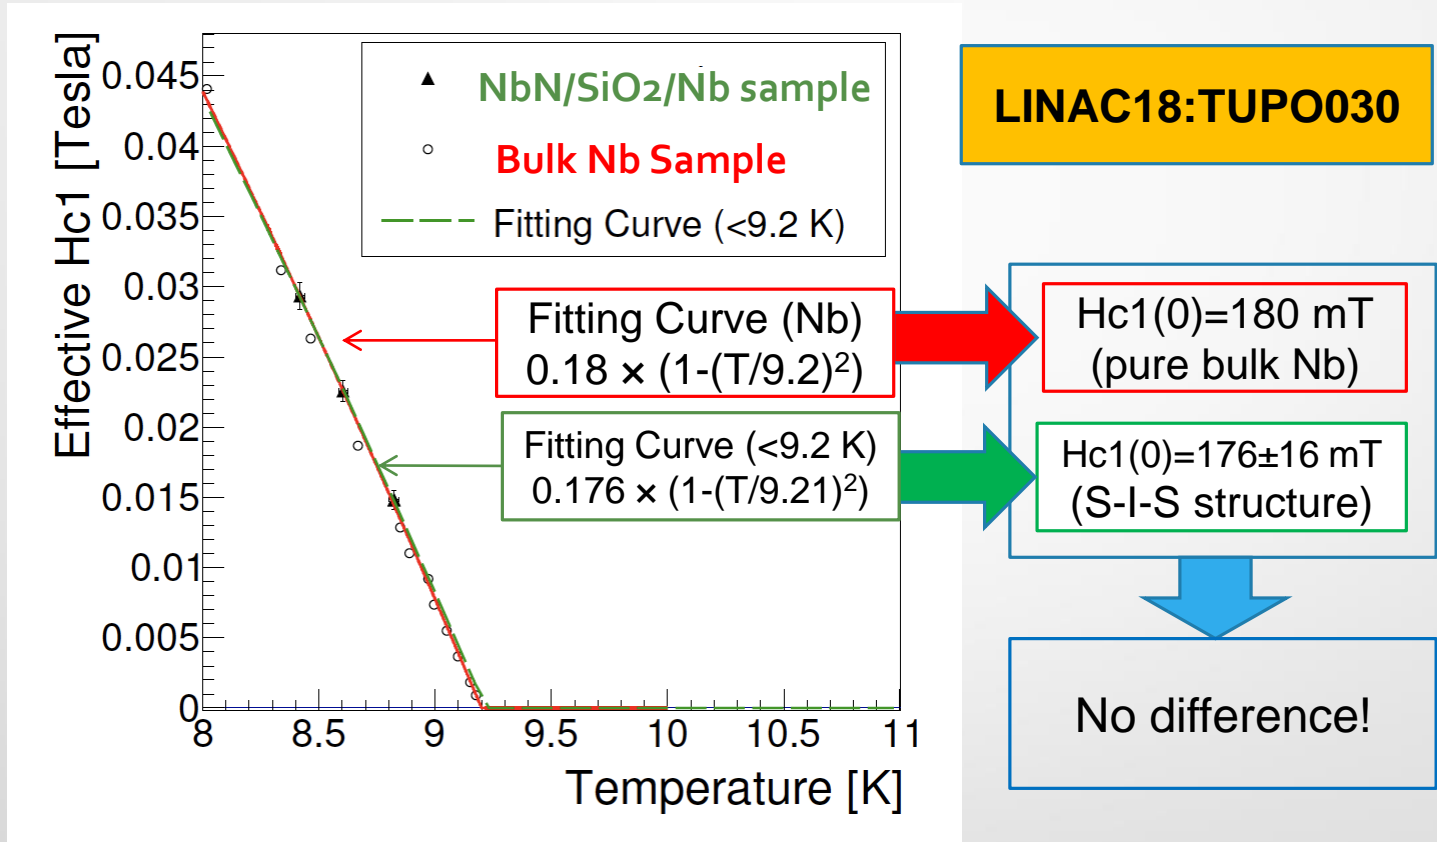 Effective Hc1 [Tesla]
0.045
0.04
0.035
0.03
0.025
0.02
0.015
0.01
0.005
0
8
8.5
9
9.5
10
10.5
11
Temperature [K]
NbN/SiO2/Nb sample
Bulk Nb Sample
Fitting Curve (<9.2 K)
Fitting Curve (Nb)
0.18 × (1-(T/9.2)²)
Fitting Curve (<9.2 K)
0.176 × (1-(T/9.21)²)
LINAC18:TUPO030
Hc1(0)=180 mT
(pure bulk Nb)
Hc1(0)=176±16 mT
(S-I-S structure)
No difference!